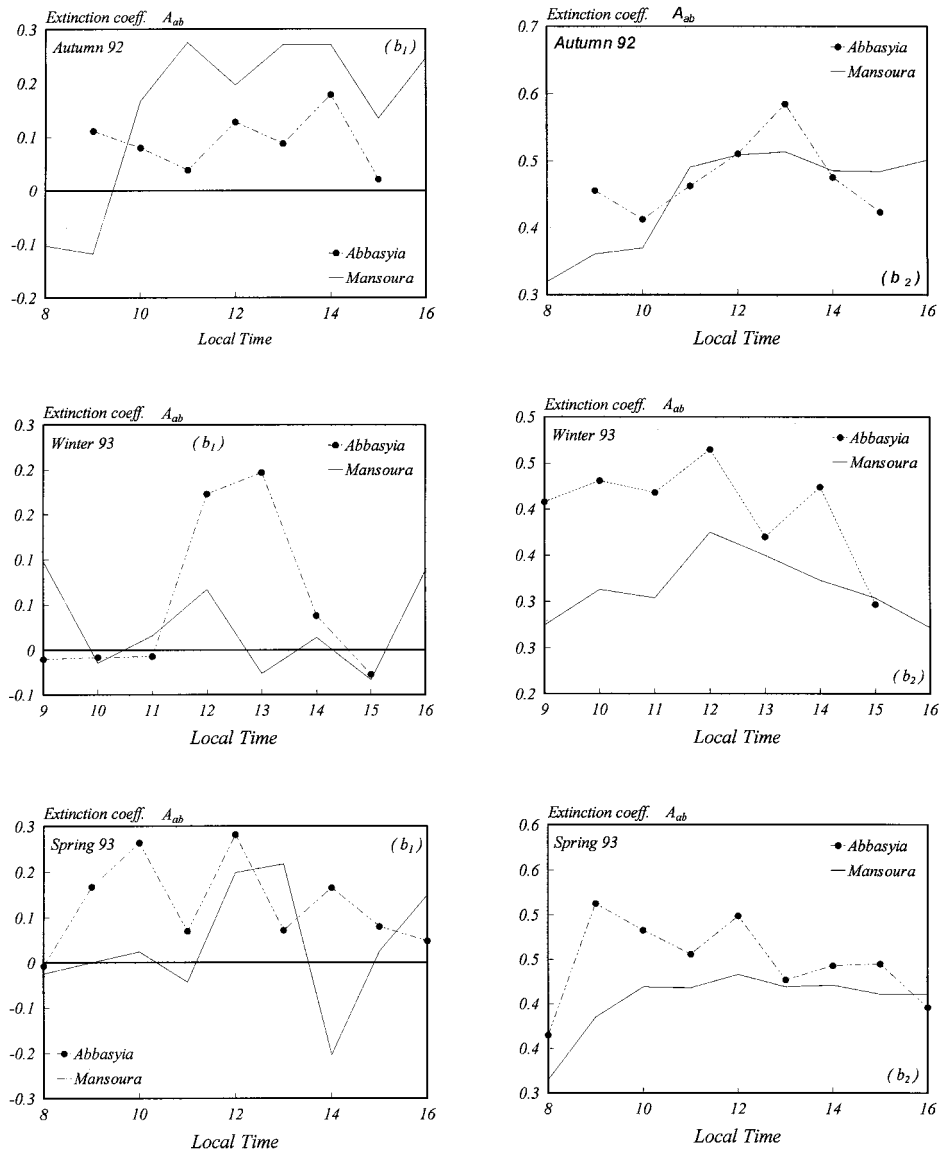 Extinction coeff. A_ab
0.3
Autumn 92
(b1)
0.2
0.1
0
-0.1
-0.2
Abbasyia
Mansoura
8 10 12 14 16
Local Time
Extinction coeff. A_ab
0.7
Autumn 92
Abbasyia
Mansoura
0.6
0.5
0.4
0.3
(b2)
8 10 12 14 16
Local Time
Extinction coeff. A_ab
0.3
Winter 93
(b1)
Abbasyia
Mansoura
0.2
0.2
0.1
0.1
0
-0.1
9 10 11 12 13 14 15 16
Local Time
Extinction coeff. A_ab
0.5
Winter 93
Abbasyia
Mansoura
0.5
0.4
0.4
0.3
0.3
0.2
(b2)
9 10 11 12 13 14 15 16
Local Time
Extinction coeff. A_ab
0.3
Spring 93
(b1)
0.2
0.1
0
-0.1
-0.2
-0.3
Abbasyia
Mansoura
8 10 12 14 16
Local Time
Extinction coeff. A_ab
0.6
Spring 93
Abbasyia
Mansoura
0.6
0.5
0.5
0.4
0.4
0.3
(b2)
8 10 12 14 16
Local Time